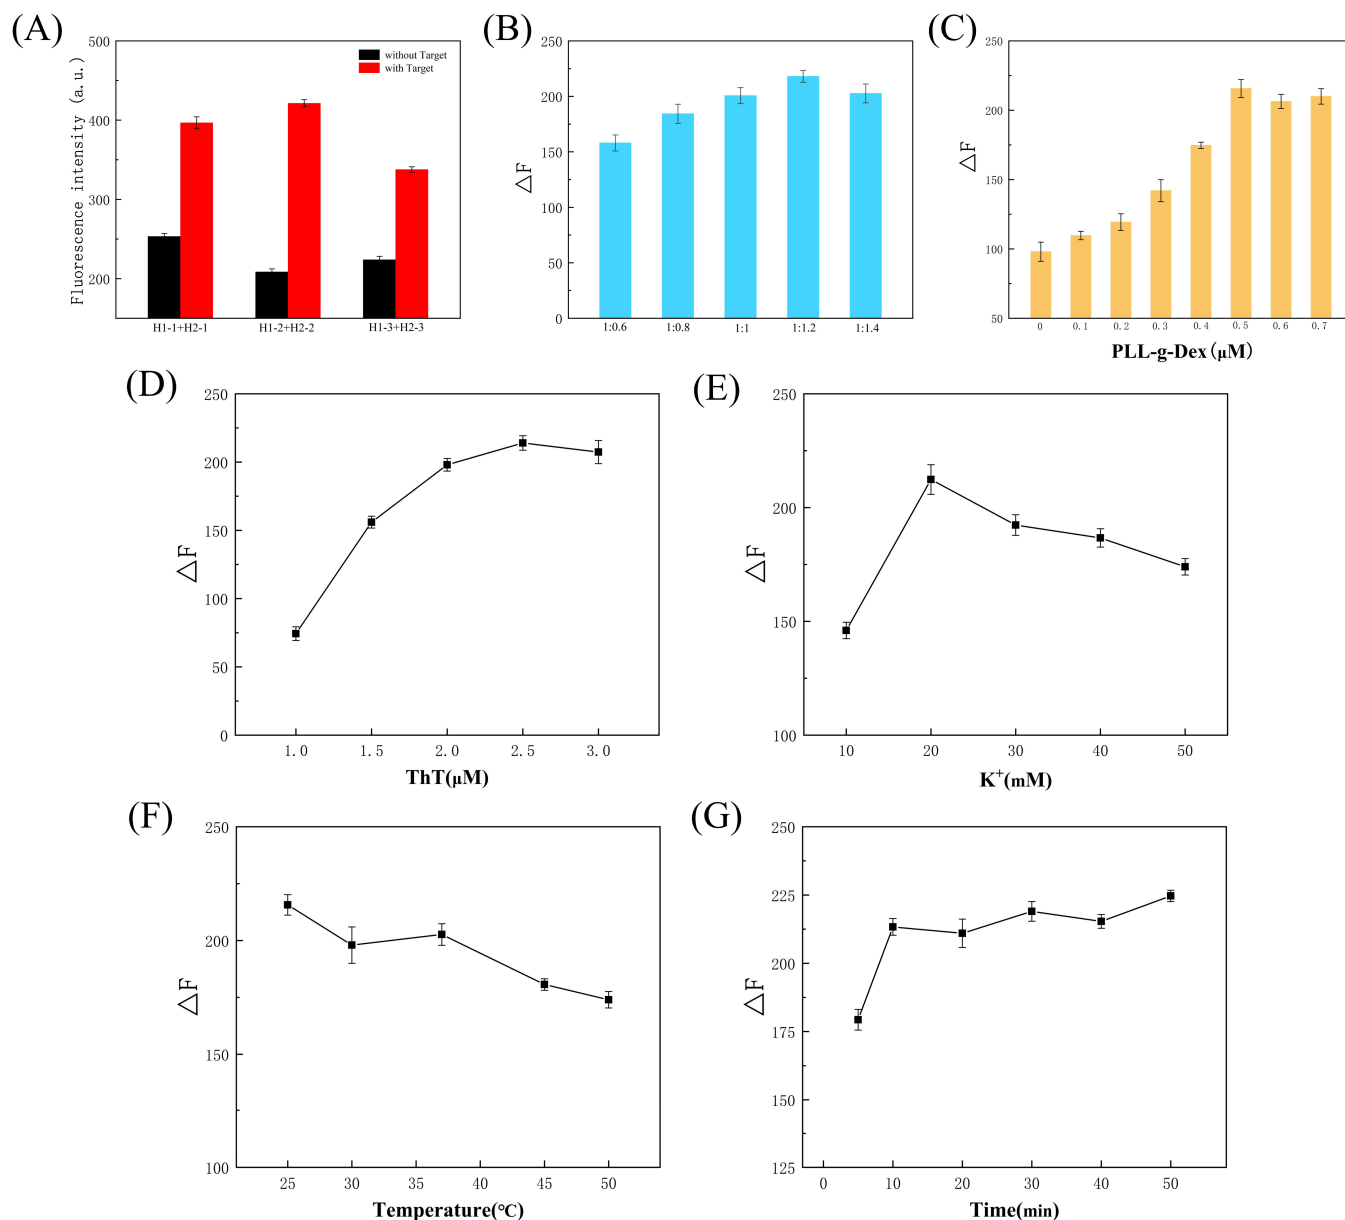 (A)
500
400
300
200
Fluorescence intensity (a.u.)
without Target
with Target
H1-1+H2-1 H1-2+H2-2 H1-3+H2-3
(B)
250
200
150
100
50
0
△F
1:0.6 1:0.8 1:1 1:1.2 1:1.4
(C)
250
200
150
100
50
△F
0 0.1 0.2 0.3 0.4 0.5 0.6 0.7
PLL-g-Dex(μM)
(D)
250
200
150
100
50
0
△F
1.0 1.5 2.0 2.5 3.0
ThT(μM)
(E)
250
200
150
100
△F
10 20 30 40 50
K⁺(mM)
(F)
250
200
150
100
△F
25 30 35 40 45 50
Temperature(℃)
(G)
250
225
200
175
150
125
△F
0 10 20 30 40 50
Time(min)